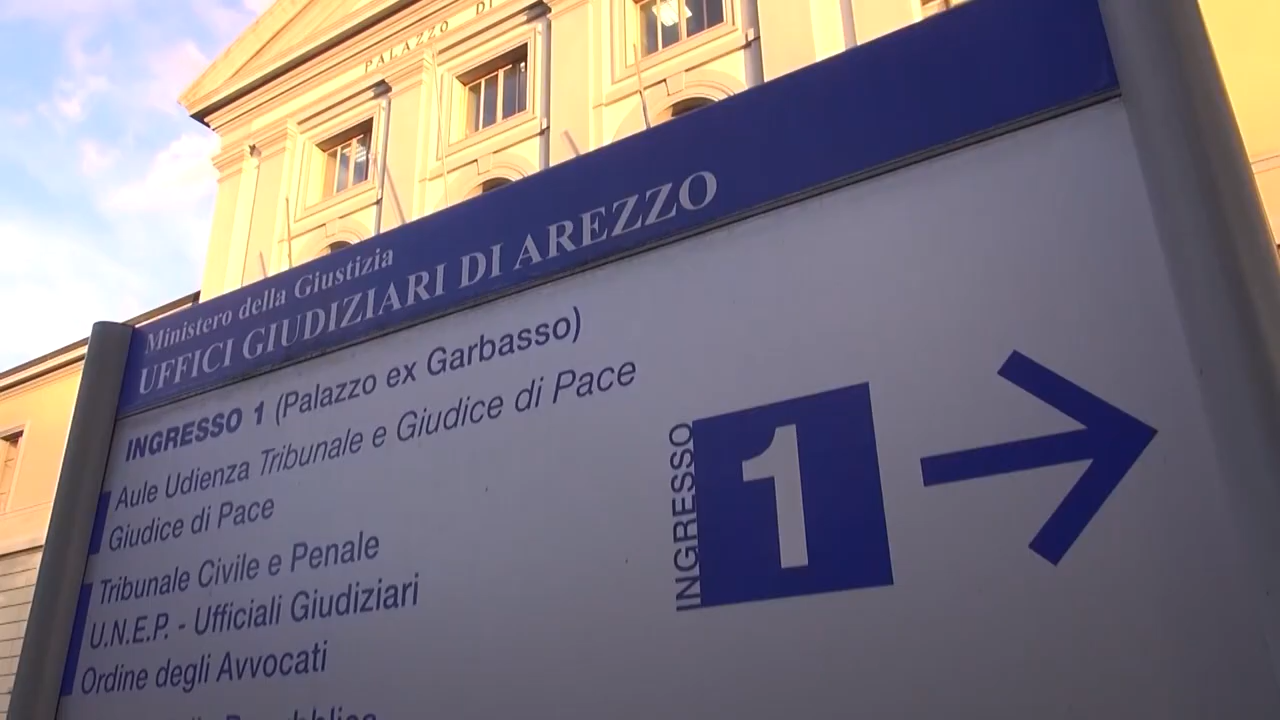 PALAZZO DI
Ministero della Giustizia
UFFICI GIUDIZIARI DI AREZZO
INGRESSO 1 (Palazzo ex Garbasso)
Aule Udienza Tribunale e Giudice di Pace
Giudice di Pace
Tribunale Civile e Penale
U.N.E.P. - Ufficiali Giudiziari
Ordine degli Avvocati
INGRESSO
1